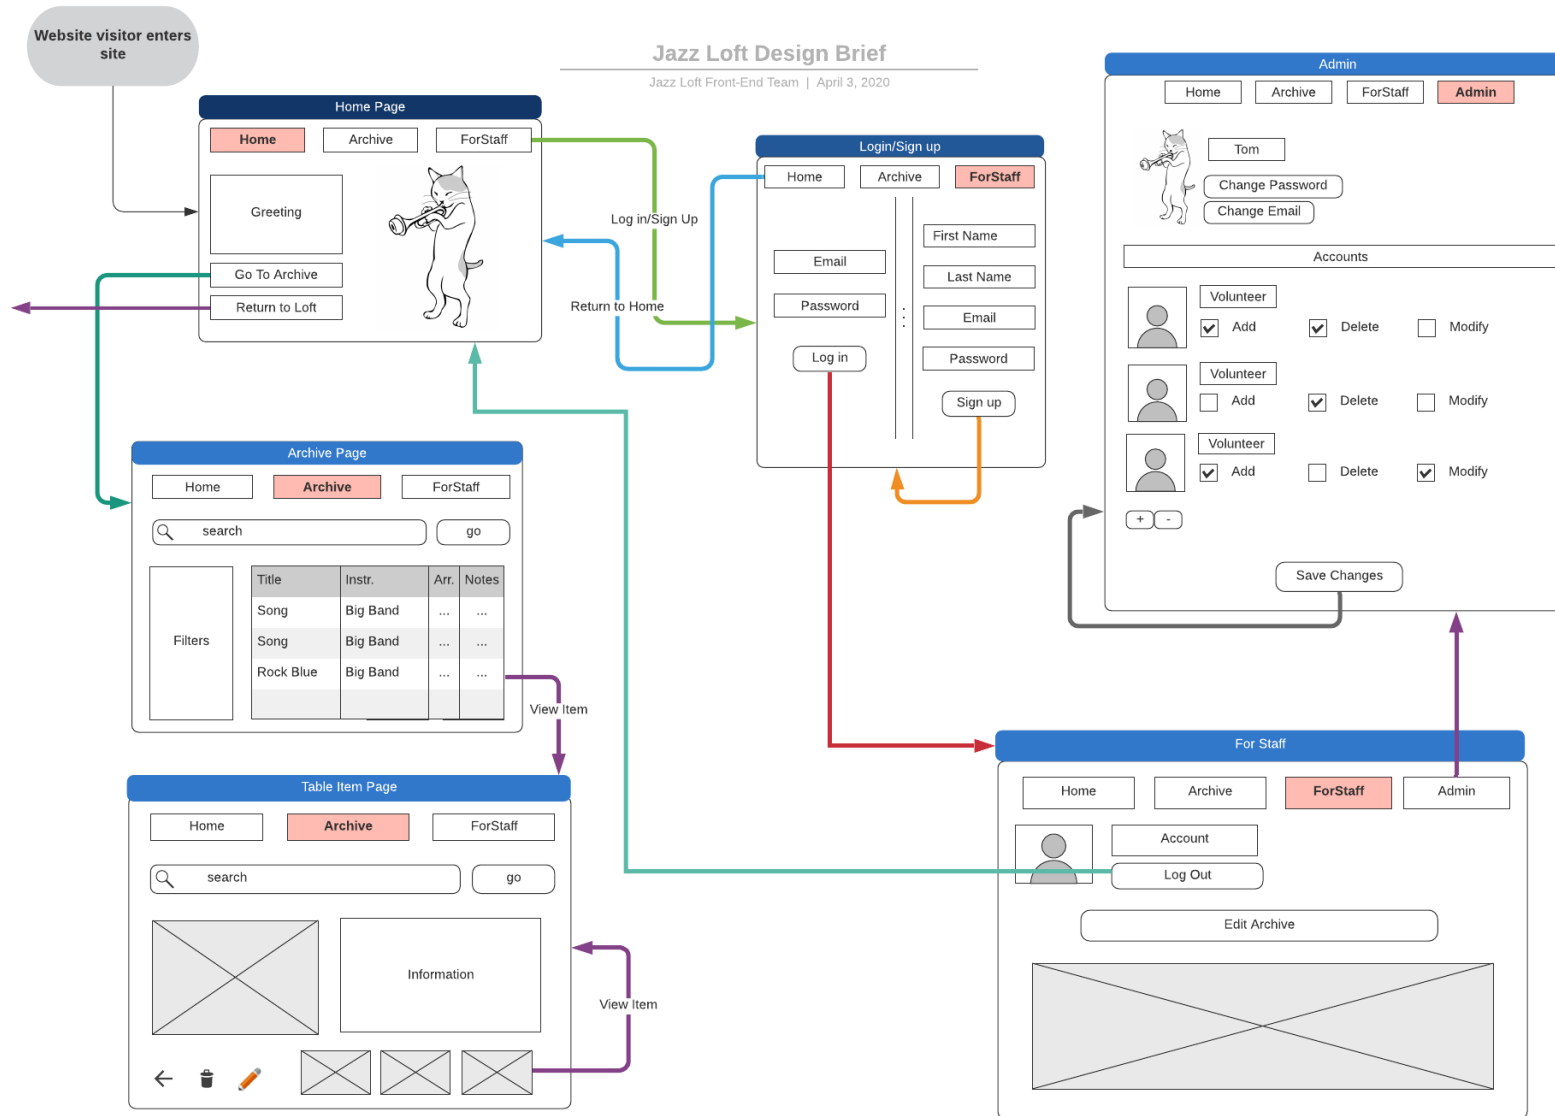 Website visitor enters
site
Jazz Loft Design Brief
Jazz Loft Front-End Team | April 3, 2020
Home Page
Home
Archive
ForStaff
Greeting
Go To Archive
Return to Loft
Log in/Sign Up
Return to Home
Login/Sign up
Home
Archive
ForStaff
Email
Password
Log in
First Name
Last Name
Email
Password
Sign up
Admin
Home
Archive
ForStaff
Admin
Tom
Change Password
Change Email
Accounts
Volunteer
Add
Delete
Modify
Volunteer
Add
Delete
Modify
Volunteer
Add
Delete
Modify
+
-
Save Changes
Archive Page
Home
Archive
ForStaff
search
go
Filters
Title Instr. Arr. Notes
Song Big Band ... ...
Song Big Band ... ...
Rock Blue Big Band ... ...
View Item
Table Item Page
Home
Archive
ForStaff
search
go
Information
View Item
For Staff
Home
Archive
ForStaff
Admin
Account
Log Out
Edit Archive